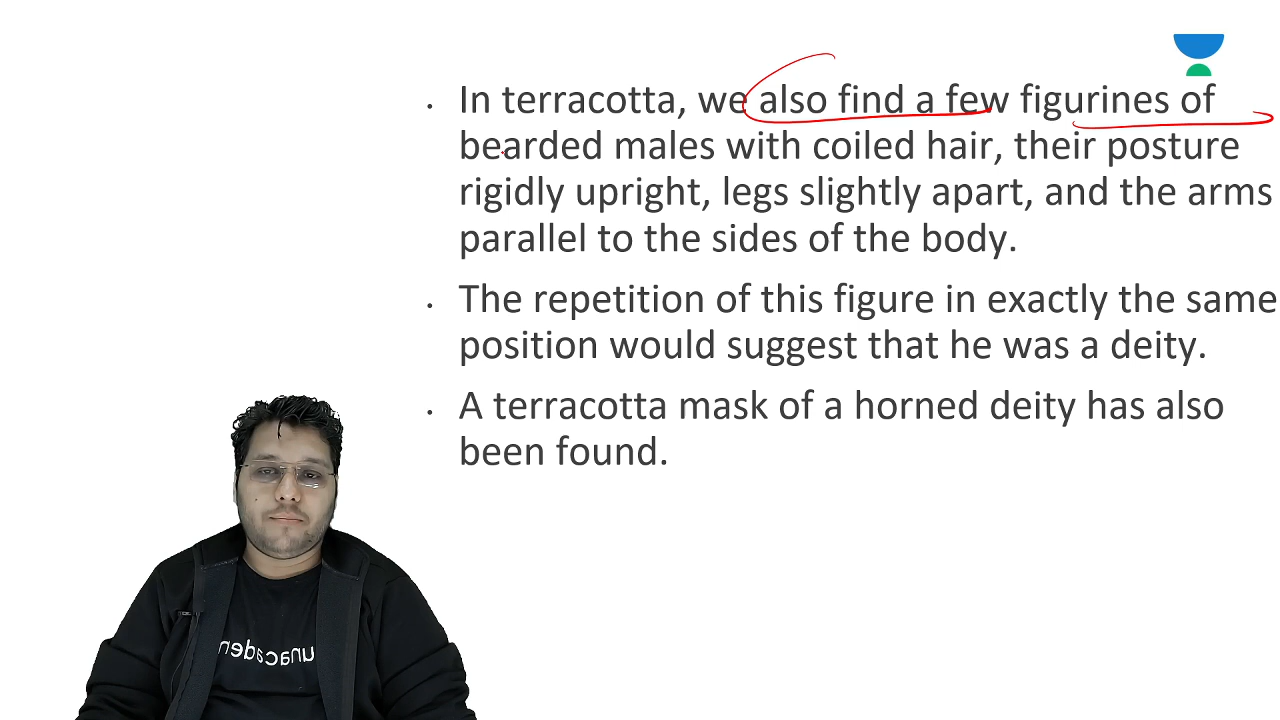 In terracotta, we also find a few figurines of
bearded males with coiled hair, their posture
rigidly upright, legs slightly apart, and the arms
parallel to the sides of the body.
The repetition of this figure in exactly the same
position would suggest that he was a deity.
A terracotta mask of a horned deity has also
been found.
unacadem